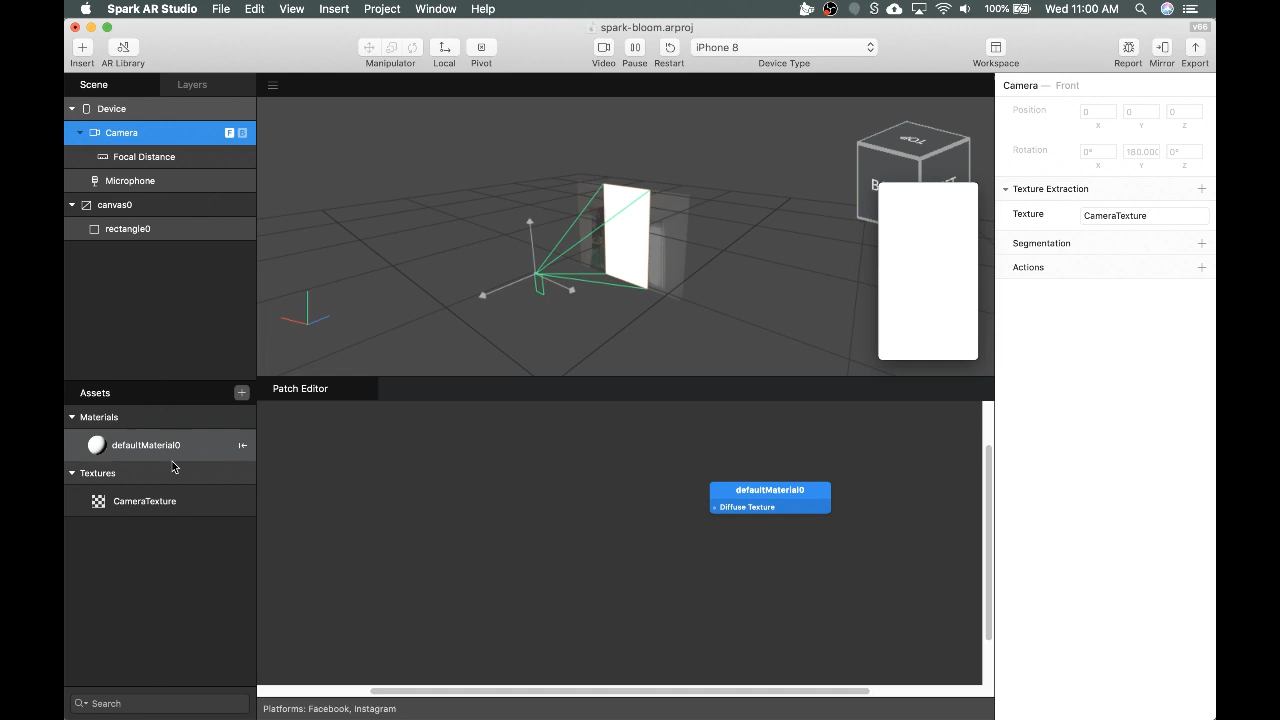 Spark AR Studio File Edit View Insert Project Window Help 100% Wed 11:00 AM
spark-bloom.arproj v66
iPhone 8
Insert AR Library Manipulator Local Pivot Video Pause Restart Device Type Workspace Report Mirror Export
Scene Layers
Device
Camera F B
Focal Distance
Microphone
canvas0
rectangle0
TOP
Camera — Front
Position 0 0 0
X Y Z
Rotation 0° 180.000 0°
X Y Z
Texture Extraction
Texture CameraTexture
Segmentation
Actions
Assets
Materials
defaultMaterial0
Textures
CameraTexture
Search
Patch Editor
defaultMaterial0
Diffuse Texture
Platforms: Facebook, Instagram